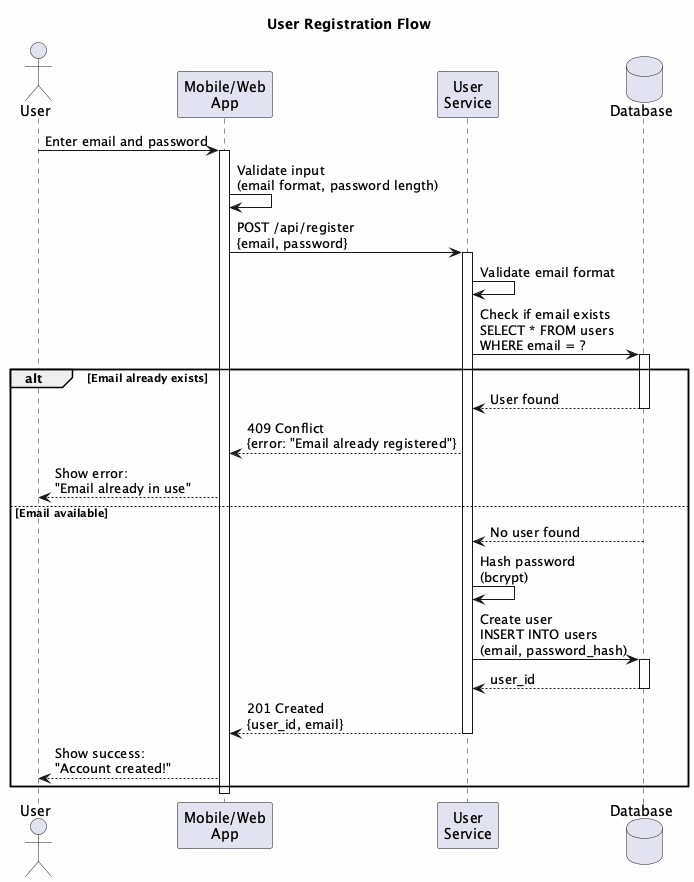 User Registration Flow
User
Mobile/Web
App
User
Service
Database
Enter email and password
Validate input
(email format, password length)
POST /api/register
{email, password}
Validate email format
Check if email exists
SELECT * FROM users
WHERE email = ?
alt
[Email already exists]
User found
409 Conflict
{error: "Email already registered"}
Show error:
"Email already in use"
[Email available]
No user found
Hash password
(bcrypt)
Create user
INSERT INTO users
(email, password_hash)
user_id
201 Created
{user_id, email}
Show success:
"Account created!"
User
Mobile/Web
App
User
Service
Database